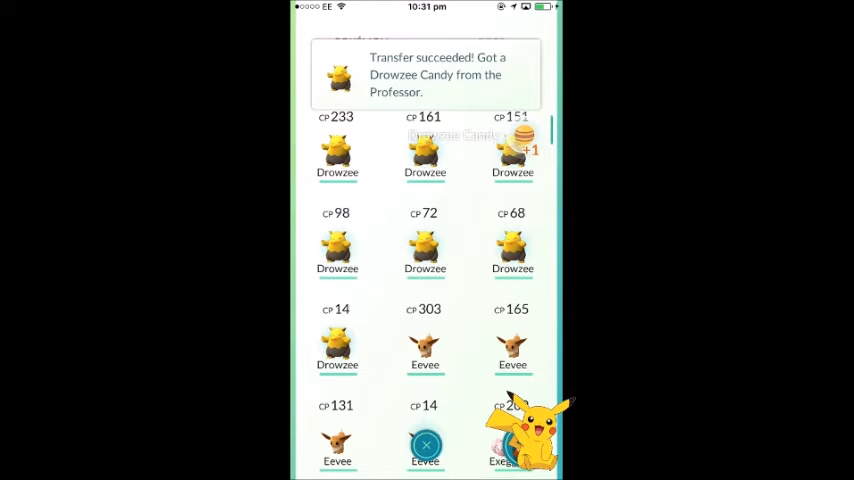 EE 10:31 pm
Transfer succeeded! Got a
Drowzee Candy from the
Professor.
CP 233 CP 161 CP 151
Drowzee Candy
+1
Drowzee Drowzee Drowzee
CP 98 CP 72 CP 68
Drowzee Drowzee Drowzee
CP 14 CP 303 CP 165
Drowzee Eevee Eevee
CP 131 CP 14 CP
Eevee Eevee